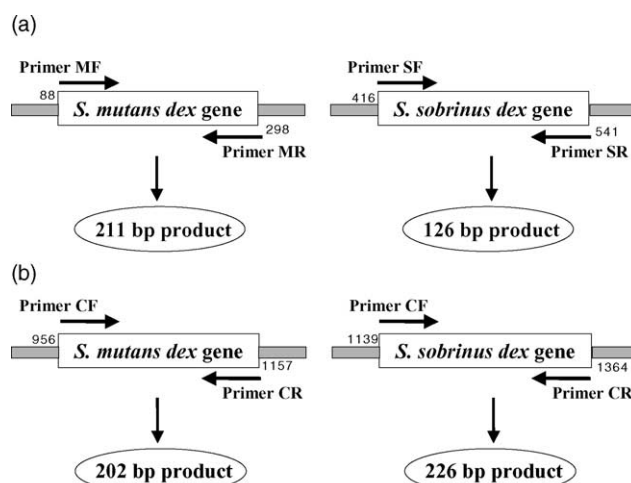 (a)
Primer MF
Primer SF
88
S. mutans dex gene
416
S. sobrinus dex gene
298
541
Primer MR
Primer SR
211 bp product
126 bp product
(b)
Primer CF
Primer CF
956
S. mutans dex gene
1139
S. sobrinus dex gene
1157
1364
Primer CR
Primer CR
202 bp product
226 bp product